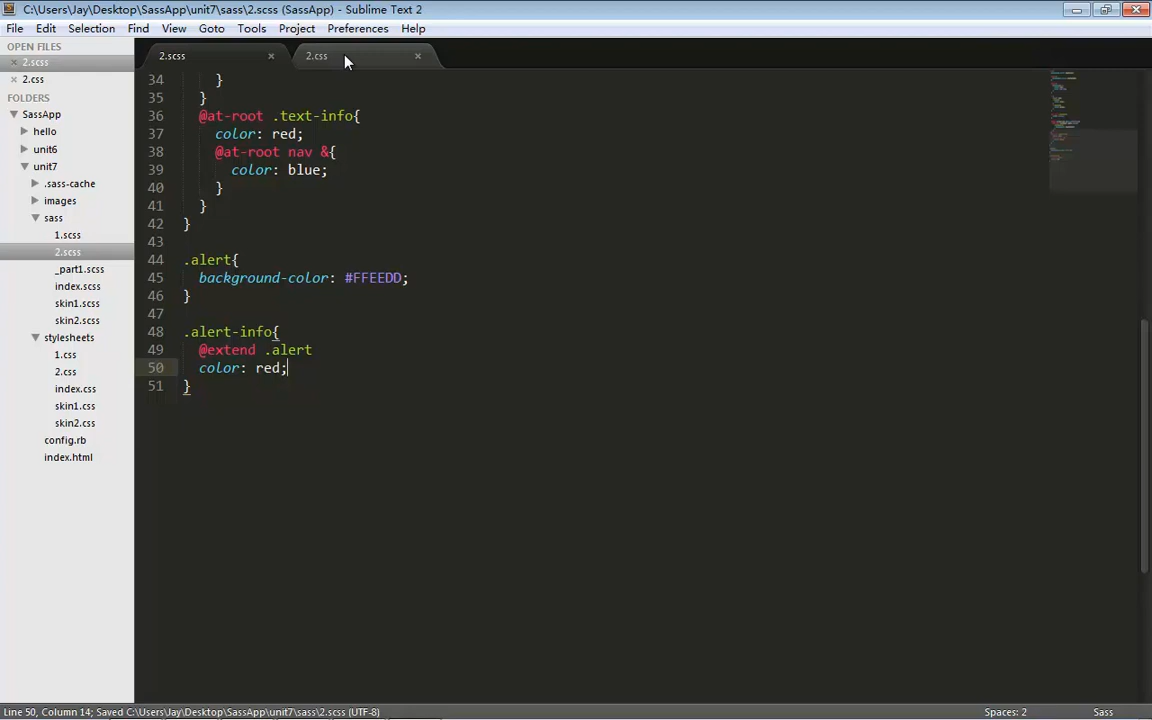 C:\Users\Jay\Desktop\SassApp\unit7\sass\2.scss (SassApp) - Sublime Text 2
File Edit Selection Find View Goto Tools Project Preferences Help
OPEN FILES
2.scss
2.css
FOLDERS
SassApp
hello
unit6
unit7
.sass-cache
images
sass
1.scss
2.scss
_part1.scss
index.scss
skin1.scss
skin2.scss
stylesheets
1.css
2.css
index.css
skin1.css
skin2.css
config.rb
index.html
2.scss × 2.css ×
34 }
35 }
36 @at-root .text-info{
37 color: red;
38 @at-root nav &{
39 color: blue;
40 }
41 }
42 }
43
44 .alert{
45 background-color: #FFEEDD;
46 }
47
48 .alert-info{
49 @extend .alert
50 color: red;
51 }
Line 50, Column 14; Saved C:\Users\Jay\Desktop\SassApp\unit7\sass\2.scss (UTF-8) Spaces: 2 Sass